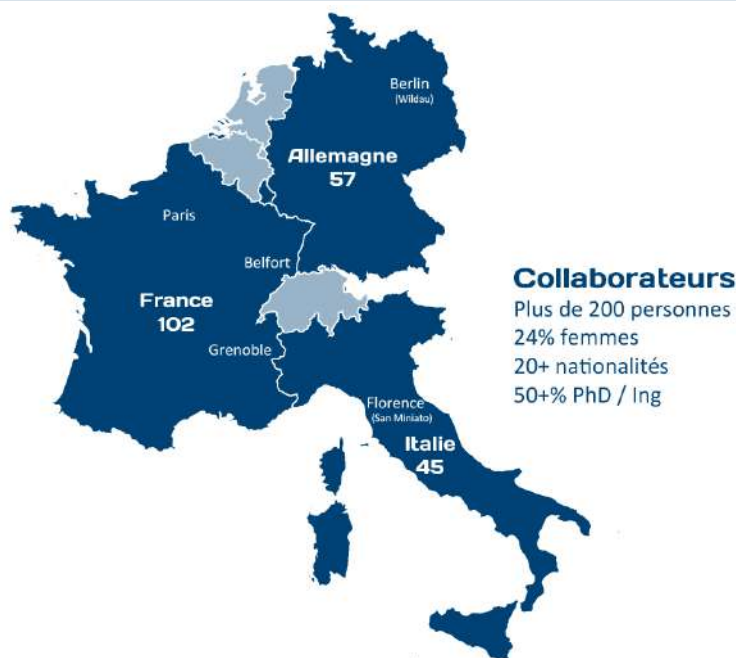 Berlin
(Wildau)
Allemagne
57
Paris
Belfort
France
102
Grenoble
Florence
(San Miniato)
Italie
45
Collaborateurs
Plus de 200 personnes
24% femmes
20+ nationalités
50+% PhD / Ing